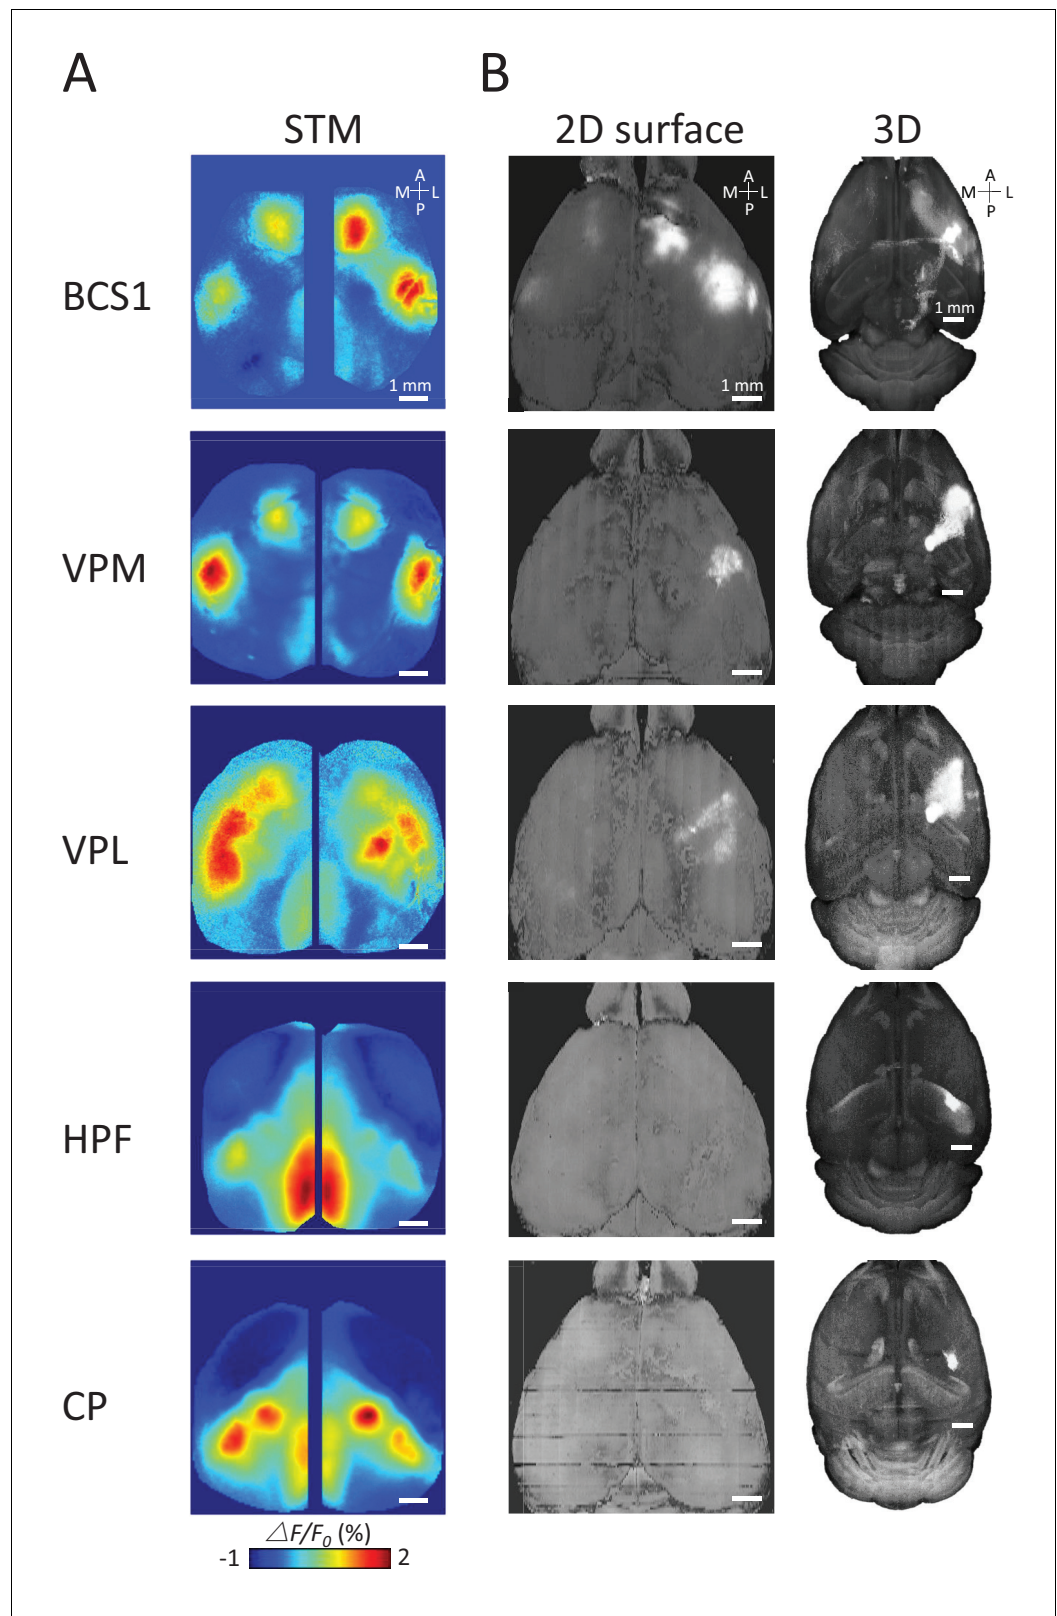 A
B
STM
2D surface
3D
A
M L
P
A
M L
P
A
M L
P
BCS1
1 mm
1 mm
1 mm
VPM
VPL
HPF
CP
△F/F0 (%)
-1
2